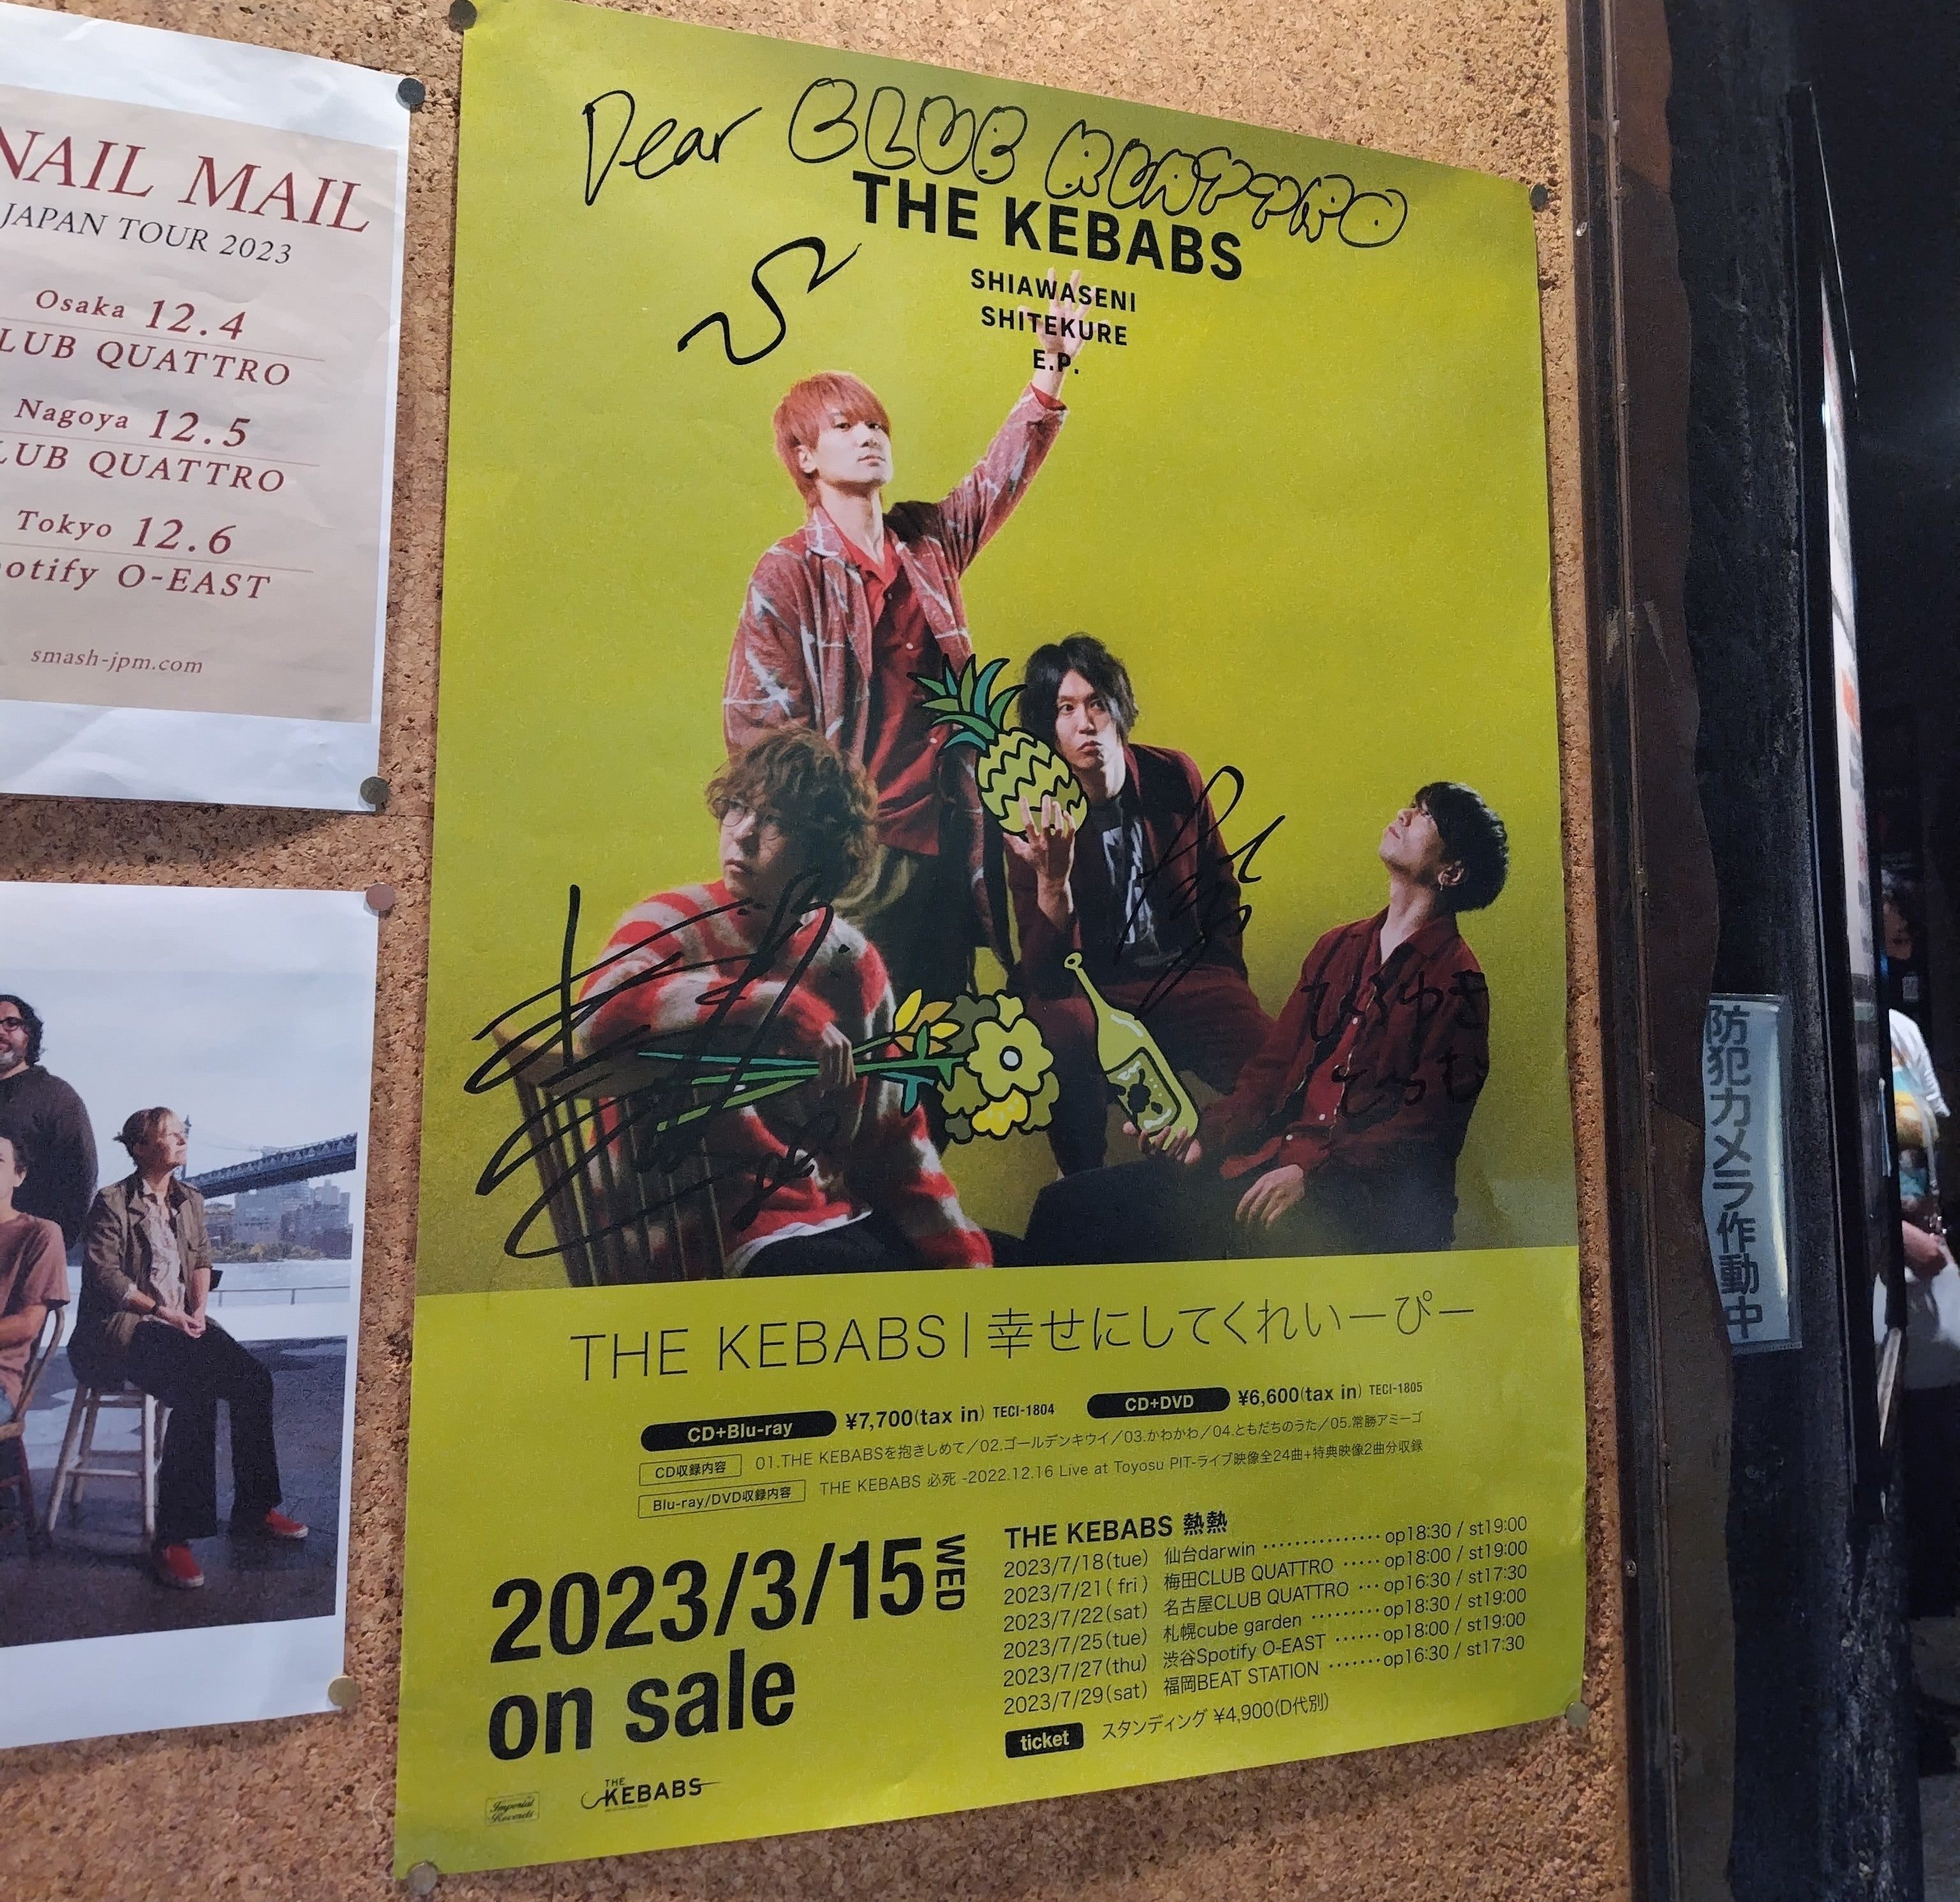 NAIL MAIL
JAPAN TOUR 2023
Osaka 12.4
LUB QUATTRO
Nagoya 12.5
LUB QUATTRO
Tokyo 12.6
otify O-EAST
smash-jpm.com
Dear CLUB QUATTRO
THE KEBABS
SHIAWASENI
SHITEKURE
E.P.
ひろゆき
THE KEBABS | 幸せにしてくれいーぴー
CD+Blu-ray ¥7,700(tax in) TECI-1804 CD+DVD ¥6,600(tax in) TECI-1805
CD収録内容 01.THE KEBABSを抱きしめて/02.ゴールデンキウイ/03.かわかわ/04.ともだちのうた/05.常勝アミーゴ
Blu-ray/DVD収録内容 THE KEBABS 必死 -2022.12.16 Live at Toyosu PIT-ライブ映像全24曲+特典映像2曲分収録
2023/3/15 WED
on sale
THE KEBABS 熱熱
2023/7/18(tue) 仙台darwin ·············· op18:30 / st19:00
2023/7/21(fri) 梅田CLUB QUATTRO ····· op18:00 / st19:00
2023/7/22(sat) 名古屋CLUB QUATTRO ··· op16:30 / st17:30
2023/7/25(tue) 札幌cube garden ········· op18:30 / st19:00
2023/7/27(thu) 渋谷Spotify O-EAST ······ op18:00 / st19:00
2023/7/29(sat) 福岡BEAT STATION ······· op16:30 / st17:30
ticket スタンディング ¥4,900(D代別)
Imperial Records
THE KEBABS
防犯カメラ作動中